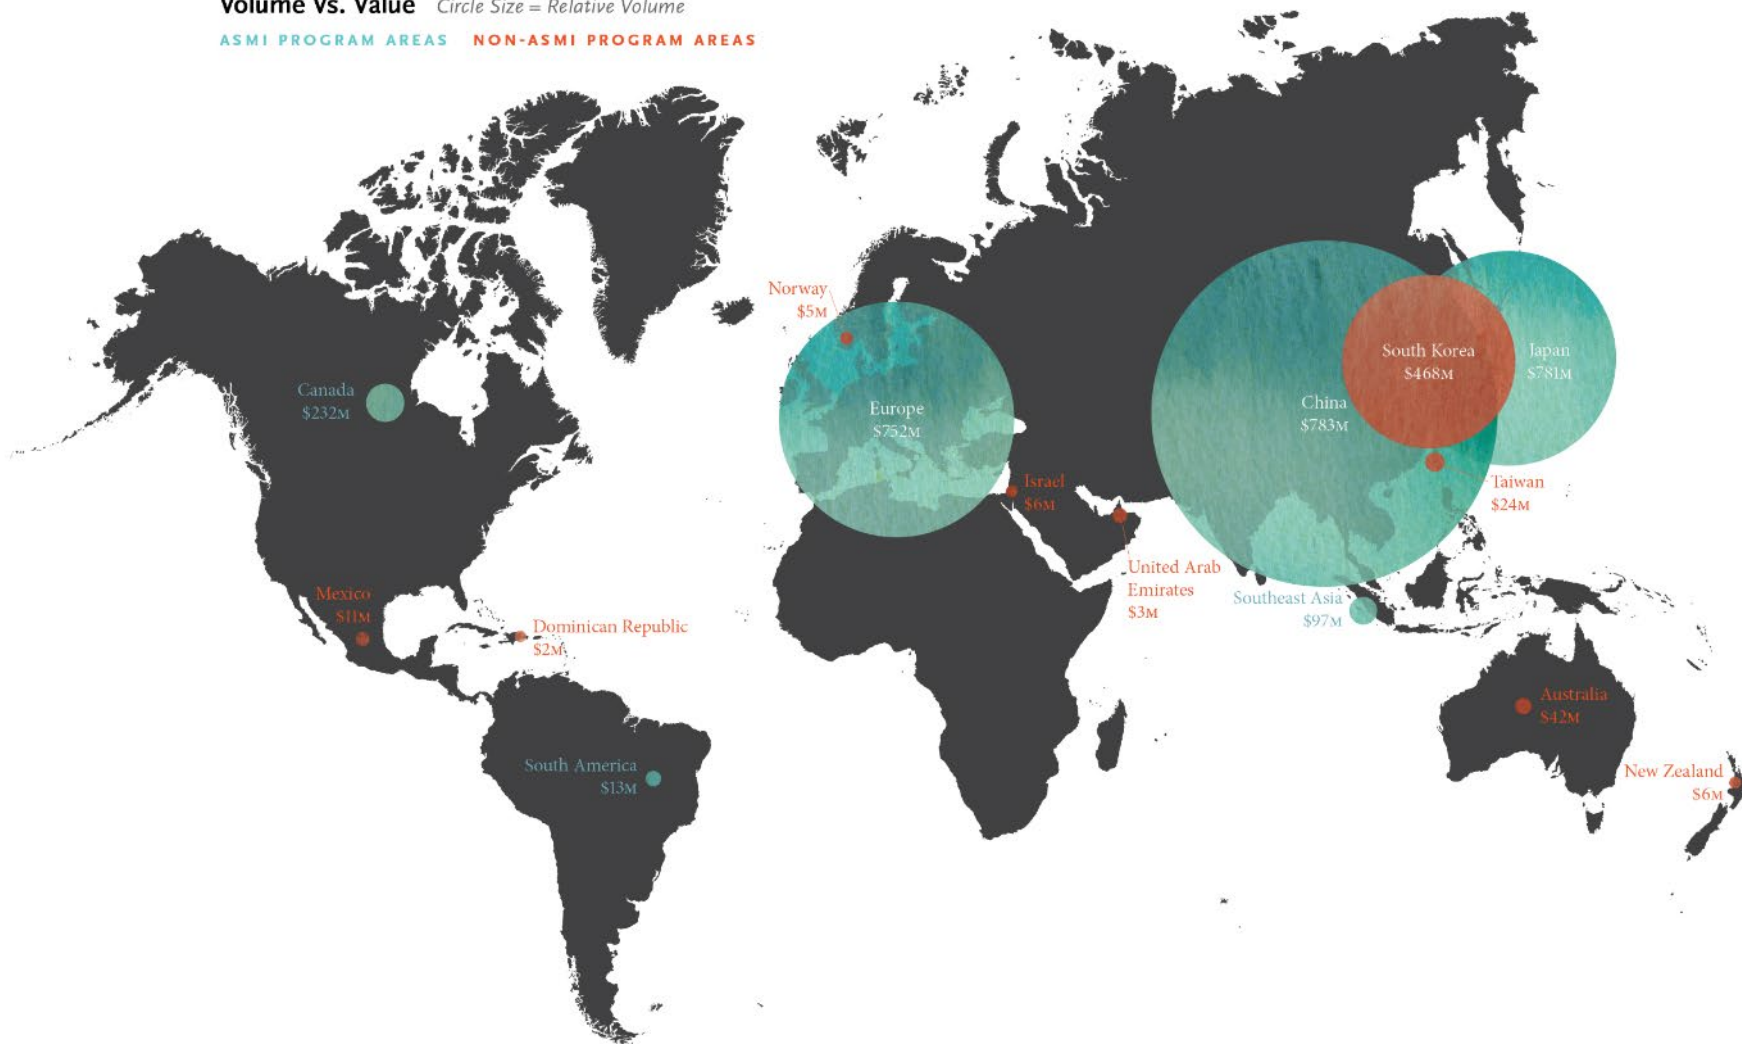 Volume Vs. Value Circle Size = Relative Volume
ASMI PROGRAM AREAS NON-ASMI PROGRAM AREAS
Norway
$5M
Canada
$232M
Europe
$752M
South Korea
$468M
Japan
$781M
China
$783M
Israel
$6M
Taiwan
$24M
United Arab
Emirates
$3M
Southeast Asia
$97M
Mexico
$11M
Dominican Republic
$2M
Australia
$42M
South America
$13M
New Zealand
$6M